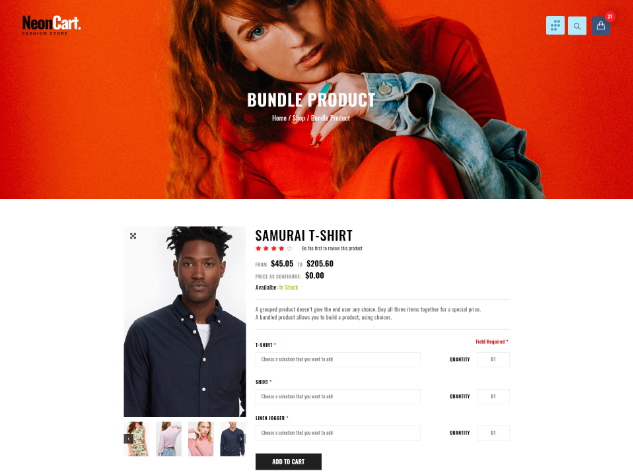 NeonCart.
FASHION STORE
21
BUNDLE PRODUCT
Home / Shop / Bundle Product
SAMURAI T-SHIRT
Be the first to review this product
FROM $45.05 TO $205.60
PRICE AS CONFIGURE: $0.00
Availalbe: In Stock
A grouped product doesn't give the end user any choice. Buy all three items together for a special price.
A bundled product allows you to build a product, using choices.
Field Required *
T-SHIRT *
Choose a selection that you want to add QUANTITY 01
SHIRT *
Choose a selection that you want to add QUANTITY 01
LINEN JOGGER *
Choose a selection that you want to add QUANTITY 01
ADD TO CART